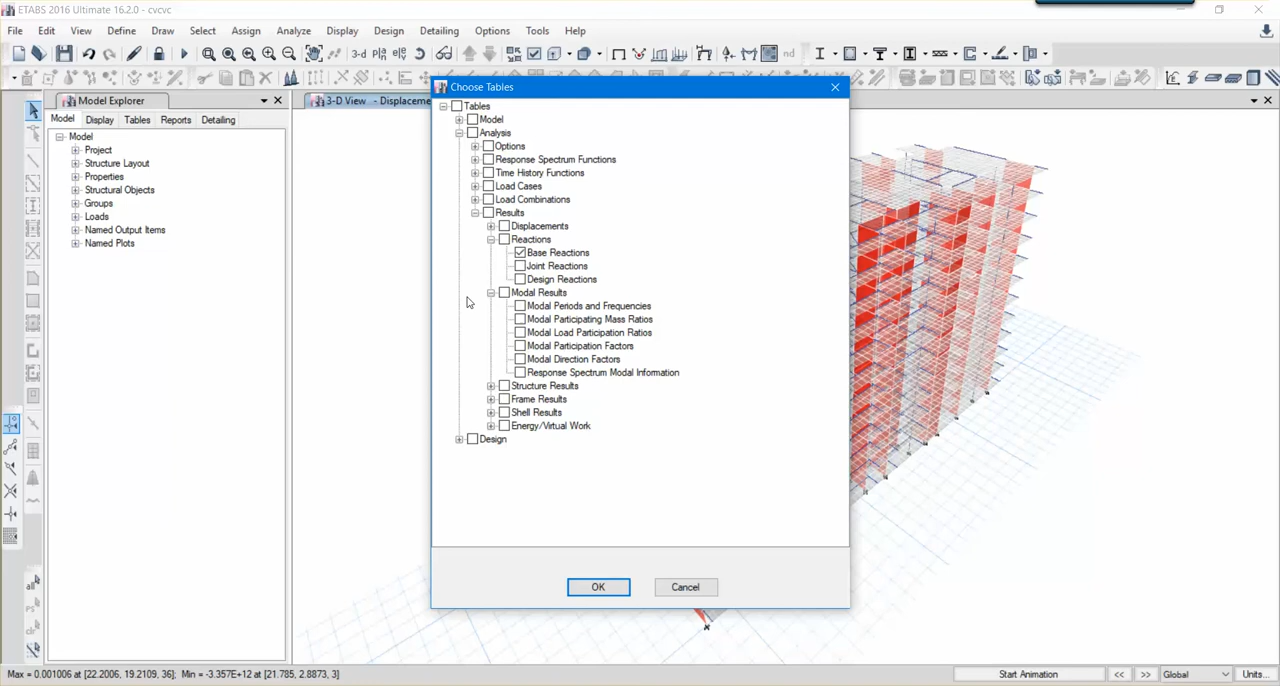 ETABS 2016 Ultimate 16.2.0 - cvcvc
File Edit View Define Draw Select Assign Analyze Display Design Detailing Options Tools Help
3-d nd
Model Explorer
3-D View - Displaceme
Choose Tables
Model Display Tables Reports Detailing
Model
Project
Structure Layout
Properties
Structural Objects
Groups
Loads
Named Output Items
Named Plots
Tables
Model
Analysis
Options
Response Spectrum Functions
Time History Functions
Load Cases
Load Combinations
Results
Displacements
Reactions
Base Reactions
Joint Reactions
Design Reactions
Modal Results
Modal Periods and Frequencies
Modal Participating Mass Ratios
Modal Load Participation Ratios
Modal Participation Factors
Modal Direction Factors
Response Spectrum Modal Information
Structure Results
Frame Results
Shell Results
Energy/Virtual Work
Design
OK Cancel
all
ps
clr
Max = 0.001006 at [22.2006, 19.2109, 36]; Min = -3.357E+12 at [21.785, 2.8873, 3]
Start Animation << >> Global Units...